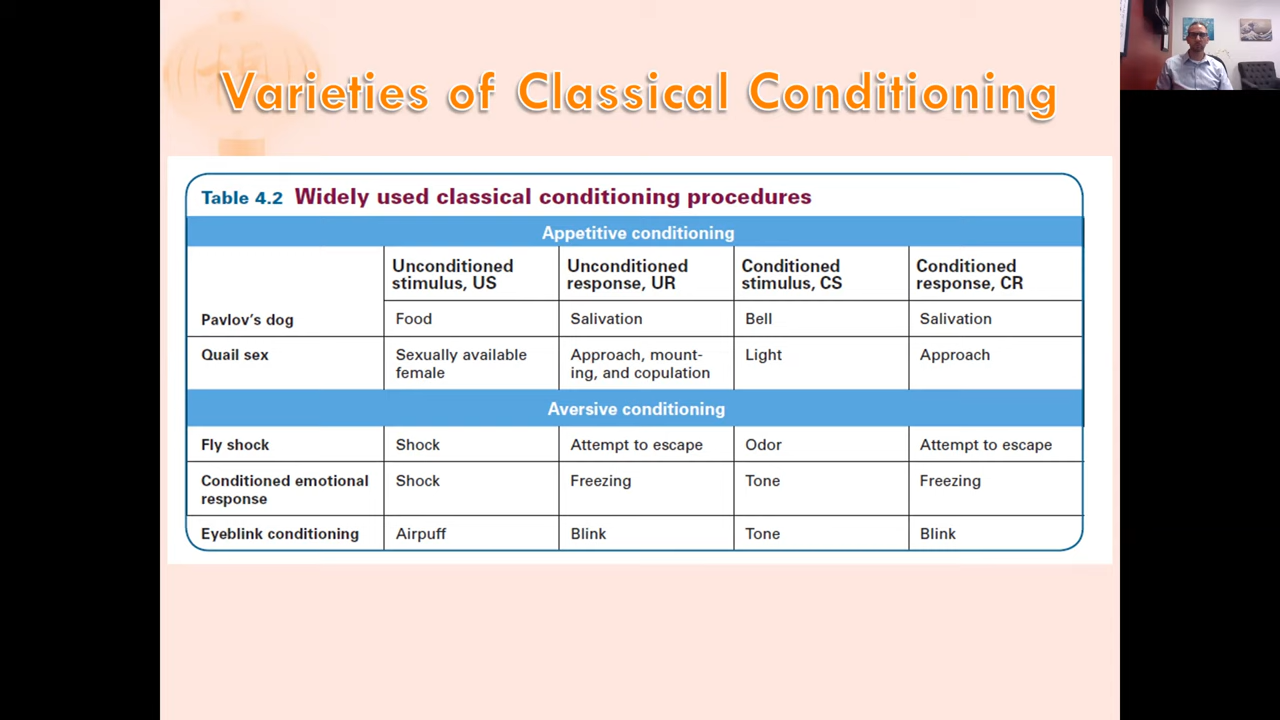 Varieties of Classical Conditioning
Table 4.2 Widely used classical conditioning procedures
Appetitive conditioning
Unconditioned stimulus, US Unconditioned response, UR Conditioned stimulus, CS Conditioned response, CR
Pavlov's dog Food Salivation Bell Salivation
Quail sex Sexually available female Approach, mount-ing, and copulation Light Approach
Aversive conditioning
Fly shock Shock Attempt to escape Odor Attempt to escape
Conditioned emotional response Shock Freezing Tone Freezing
Eyeblink conditioning Airpuff Blink Tone Blink